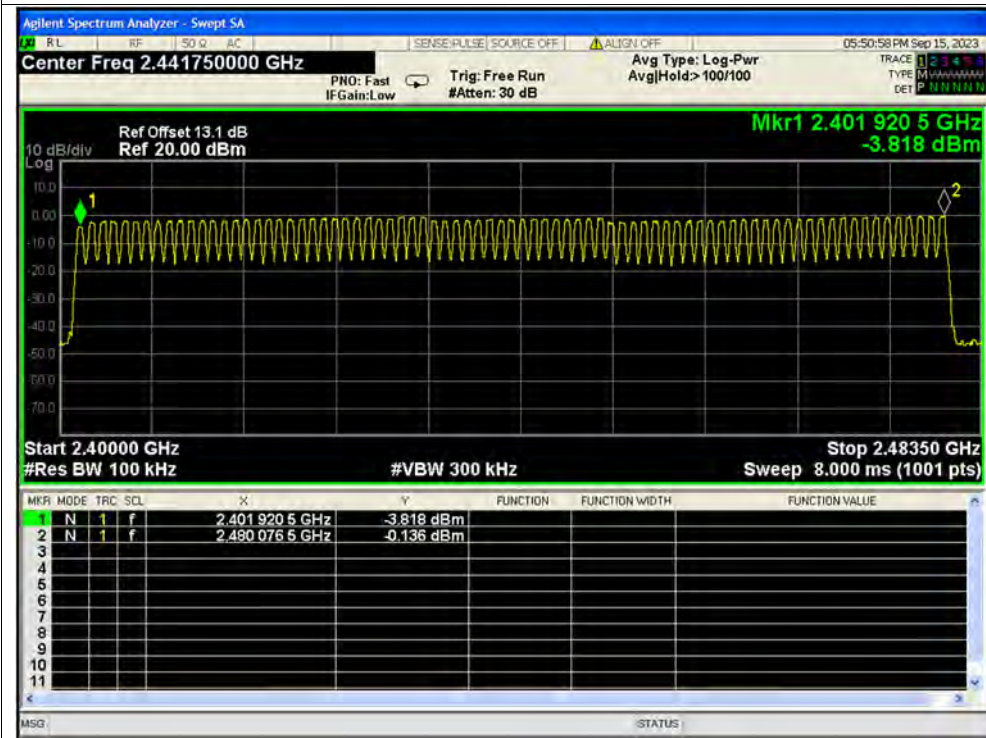 Agilent Spectrum Analyzer - Swept SA
LXI RL RF 50 Ω AC SENSE:PULSE SOURCE OFF ALIGN OFF 05:50:58 PM Sep 15, 2023
Center Freq 2.441750000 GHz
PNO: Fast
IFGain:Low
Trig: Free Run
#Atten: 30 dB
Avg Type: Log-Pwr
Avg|Hold:> 100/100
TRACE 1 2 3 4 5 6
TYPE M
DET P N N N N N
Mkr1 2.401 920 5 GHz
-3.818 dBm
Ref Offset 13.1 dB
10 dB/div Ref 20.00 dBm
Log
10.0
0.00
-10.0
-20.0
-30.0
-40.0
-50.0
-60.0
-70.0
1
2
Start 2.40000 GHz Stop 2.48350 GHz
#Res BW 100 kHz #VBW 300 kHz Sweep 8.000 ms (1001 pts)
MKR MODE TRC SCL X Y FUNCTION FUNCTION WIDTH FUNCTION VALUE
1 N 1 f 2.401 920 5 GHz -3.818 dBm
2 N 1 f 2.480 076 5 GHz -0.136 dBm
3
4
5
6
7
8
9
10
11
MSG STATUS